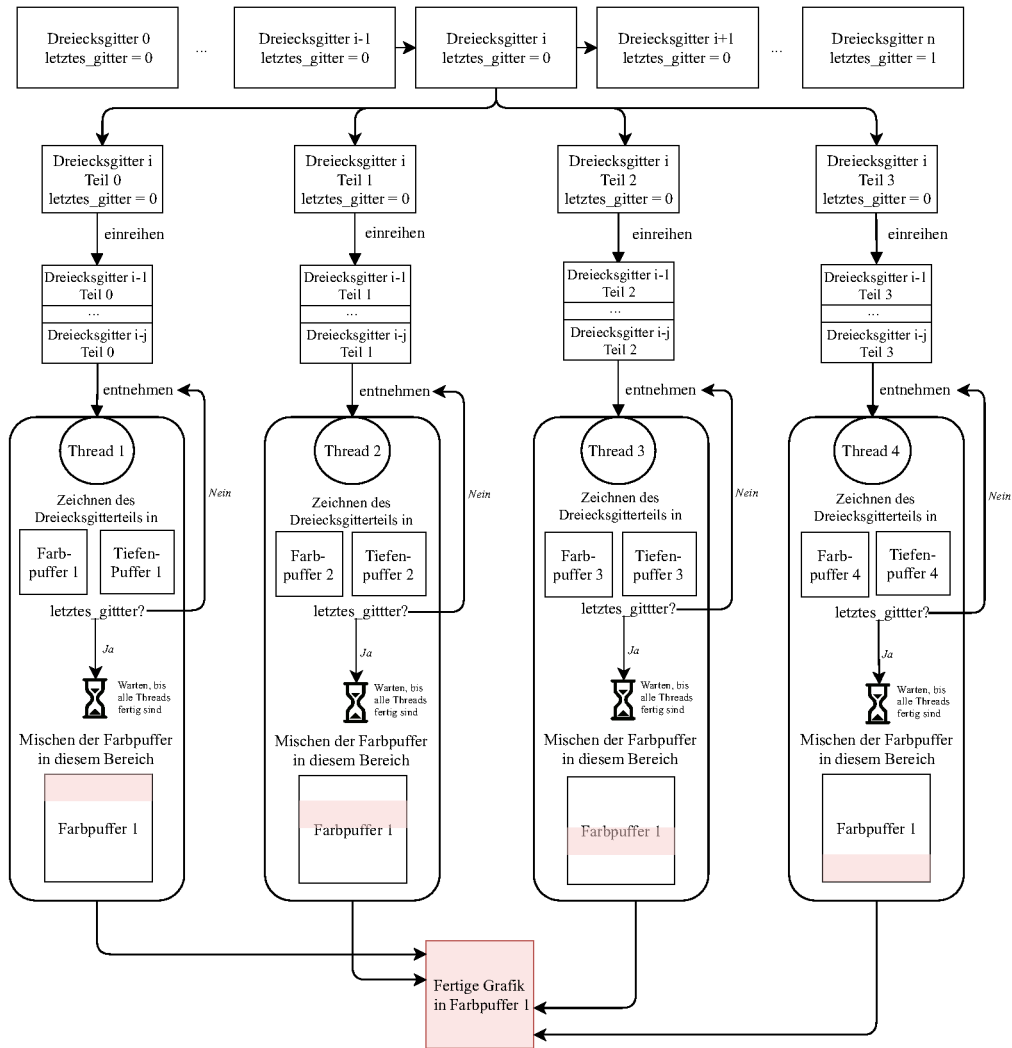 Dreiecksgitter 0
letztes_gitter = 0
...
Dreiecksgitter i-1
letztes_gitter = 0
Dreiecksgitter i
letztes_gitter = 0
Dreiecksgitter i+1
letztes_gitter = 0
...
Dreiecksgitter n
letztes_gitter = 1
Dreiecksgitter i
Teil 0
letztes_gitter = 0
Dreiecksgitter i
Teil 1
letztes_gitter = 0
Dreiecksgitter i
Teil 2
letztes_gitter = 0
Dreiecksgitter i
Teil 3
letztes_gitter = 0
einreihen
einreihen
einreihen
einreihen
Dreiecksgitter i-1
Teil 0
...
Dreiecksgitter i-j
Teil 0
Dreiecksgitter i-1
Teil 1
...
Dreiecksgitter i-j
Teil 1
Dreiecksgitter i-1
Teil 2
...
Dreiecksgitter i-j
Teil 2
Dreiecksgitter i-1
Teil 3
...
Dreiecksgitter i-j
Teil 3
entnehmen
entnehmen
entnehmen
entnehmen
Thread 1
Nein
Zeichnen des
Dreiecksgitterteils in
Farb-
puffer 1
Tiefen-
Puffer 1
letztes_gittter?
Ja
Warten, bis
alle Threads
fertig sind
Mischen der Farbpuffer
in diesem Bereich
Farbpuffer 1
Thread 2
Nein
Zeichnen des
Dreiecksgitterteils in
Farb-
puffer 2
Tiefen-
puffer 2
letztes_gittter?
Ja
Warten, bis
alle Threads
fertig sind
Mischen der Farbpuffer
in diesem Bereich
Farbpuffer 1
Thread 3
Nein
Zeichnen des
Dreiecksgitterteils in
Farb-
puffer 3
Tiefen-
puffer 3
letztes_gittter?
Ja
Warten, bis
alle Threads
fertig sind
Mischen der Farbpuffer
in diesem Bereich
Farbpuffer 1
Thread 4
Nein
Zeichnen des
Dreiecksgitterteils in
Farb-
puffer 4
Tiefen-
puffer 4
letztes_gittter?
Ja
Warten, bis
alle Threads
fertig sind
Mischen der Farbpuffer
in diesem Bereich
Farbpuffer 1
Fertige Grafik
in Farbpuffer 1